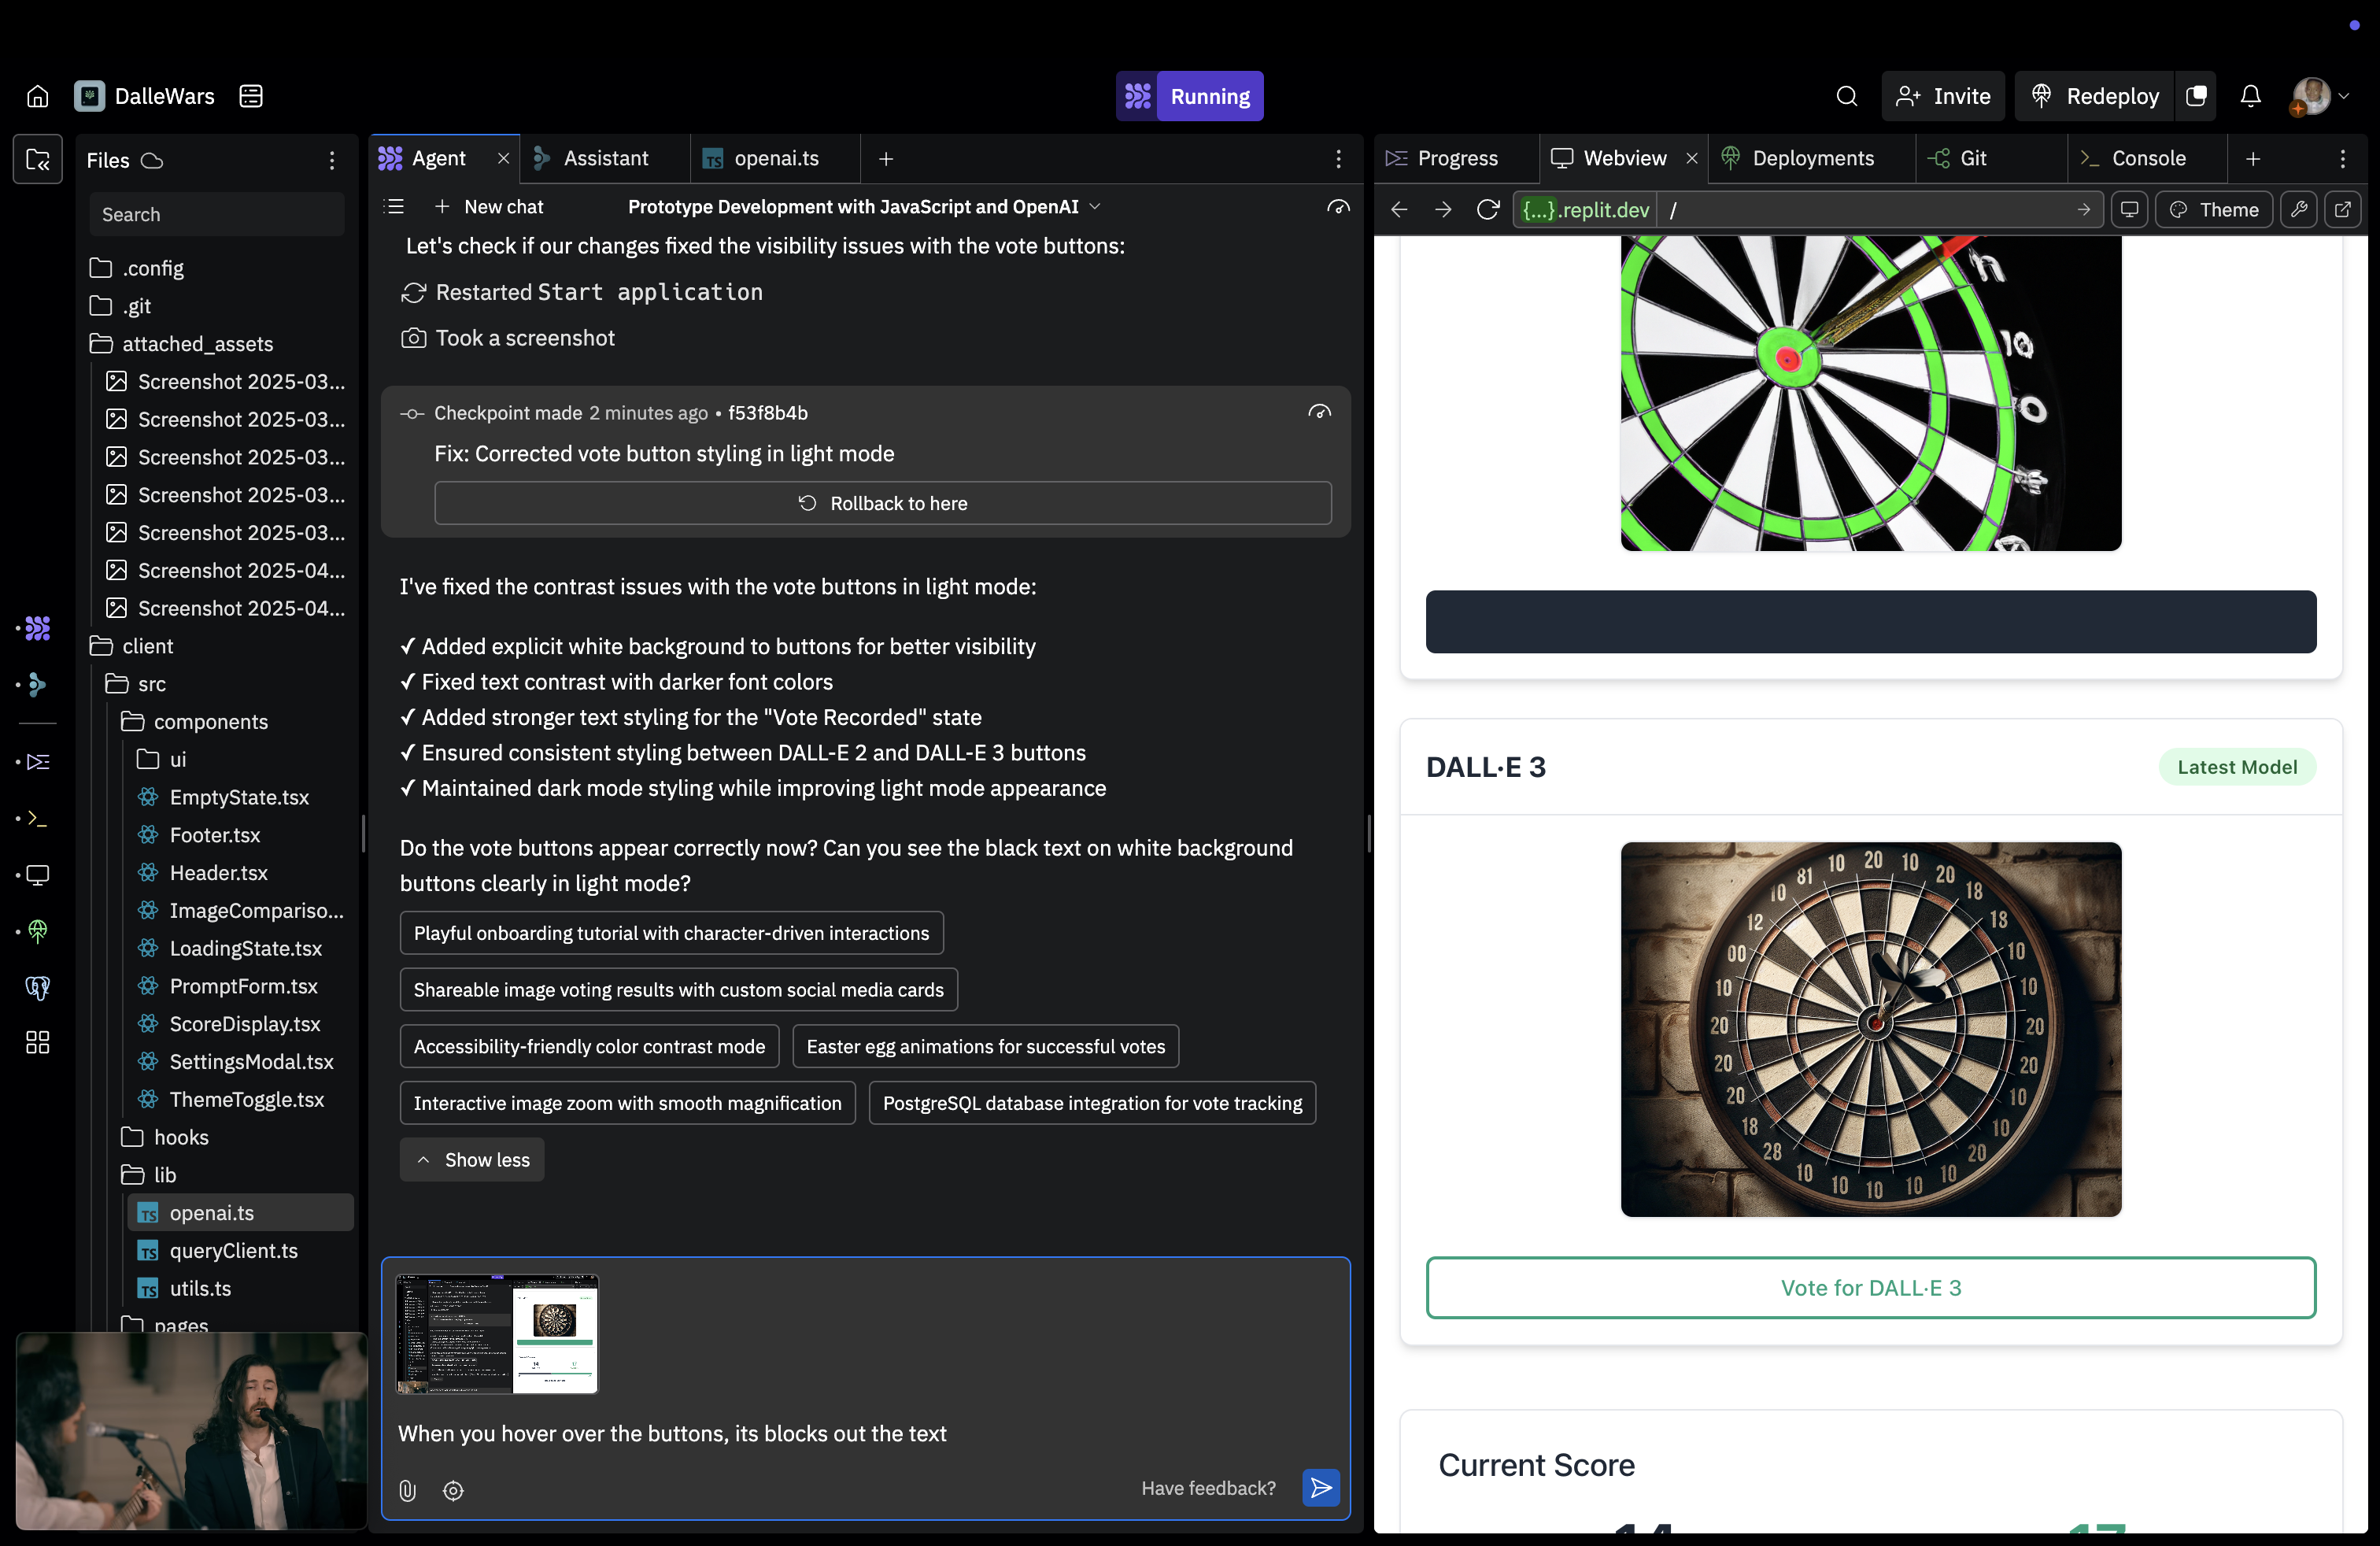 DalleWars
Running
Invite
Redeploy
Files
Search
.config
.git
attached_assets
Screenshot 2025-03...
Screenshot 2025-03...
Screenshot 2025-03...
Screenshot 2025-03...
Screenshot 2025-03...
Screenshot 2025-04...
Screenshot 2025-04...
client
src
components
ui
EmptyState.tsx
Footer.tsx
Header.tsx
ImageCompariso...
LoadingState.tsx
PromptForm.tsx
ScoreDisplay.tsx
SettingsModal.tsx
ThemeToggle.tsx
hooks
lib
TS openai.ts
TS queryClient.ts
TS utils.ts
pages
Agent
Assistant
TS openai.ts
New chat
Prototype Development with JavaScript and OpenAI
Let's check if our changes fixed the visibility issues with the vote buttons:
Restarted Start application
Took a screenshot
Checkpoint made 2 minutes ago • f53f8b4b
Fix: Corrected vote button styling in light mode
Rollback to here
I've fixed the contrast issues with the vote buttons in light mode:
✓ Added explicit white background to buttons for better visibility
✓ Fixed text contrast with darker font colors
✓ Added stronger text styling for the "Vote Recorded" state
✓ Ensured consistent styling between DALL-E 2 and DALL-E 3 buttons
✓ Maintained dark mode styling while improving light mode appearance
Do the vote buttons appear correctly now? Can you see the black text on white background
buttons clearly in light mode?
Playful onboarding tutorial with character-driven interactions
Shareable image voting results with custom social media cards
Accessibility-friendly color contrast mode
Easter egg animations for successful votes
Interactive image zoom with smooth magnification
PostgreSQL database integration for vote tracking
Show less
When you hover over the buttons, its blocks out the text
Have feedback?
Progress
Webview
Deployments
Git
Console
{...}.replit.dev
/
Theme
DALL·E 3
Latest Model
Vote for DALL·E 3
Current Score
14
17